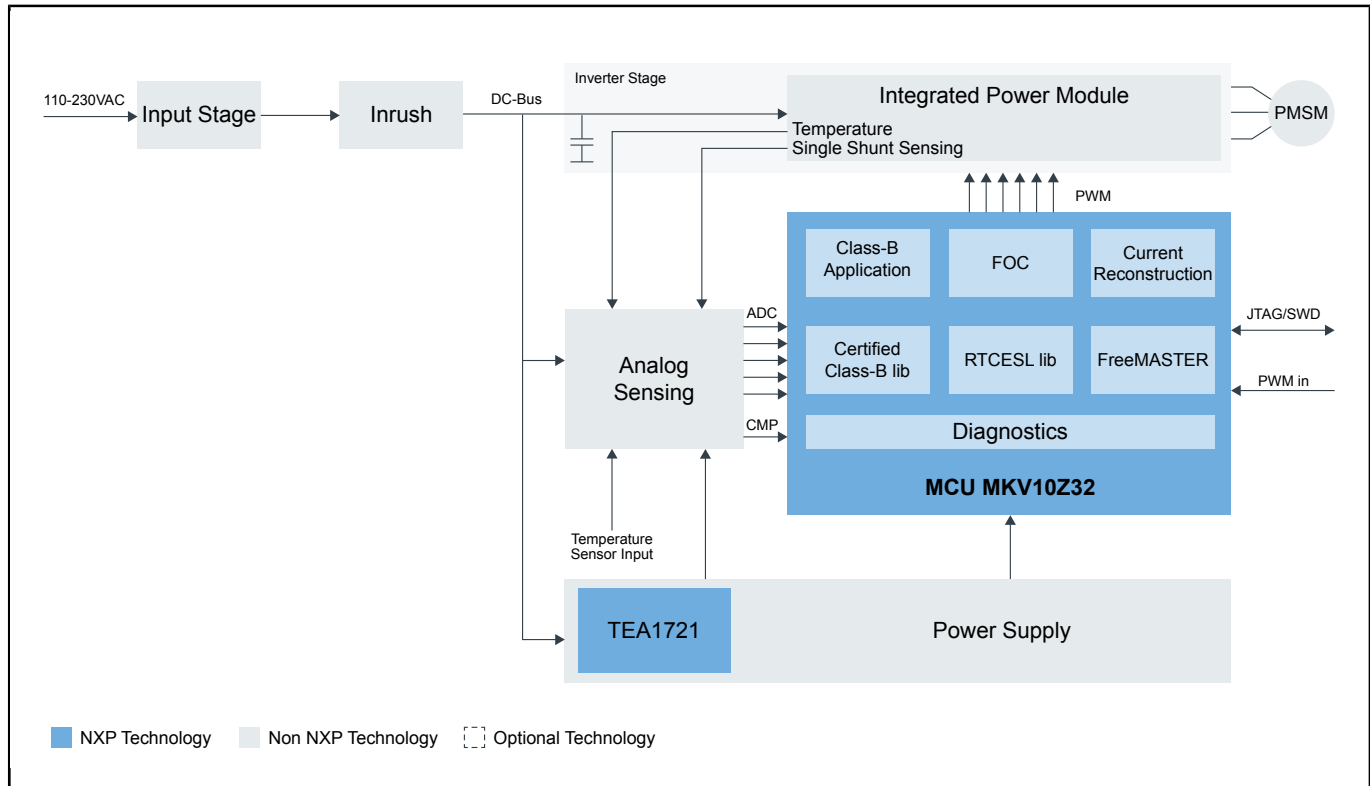 110-230VAC
Input Stage
Inrush
DC-Bus
Inverter Stage
Integrated Power Module
Temperature
Single Shunt Sensing
PMSM
PWM
Class-B
Application
FOC
Current
Reconstruction
Certified
Class-B lib
RTCESL lib
FreeMASTER
Diagnostics
MCU MKV10Z32
JTAG/SWD
PWM in
ADC
CMP
Analog
Sensing
Temperature
Sensor Input
TEA1721
Power Supply
NXP Technology
Non NXP Technology
Optional Technology